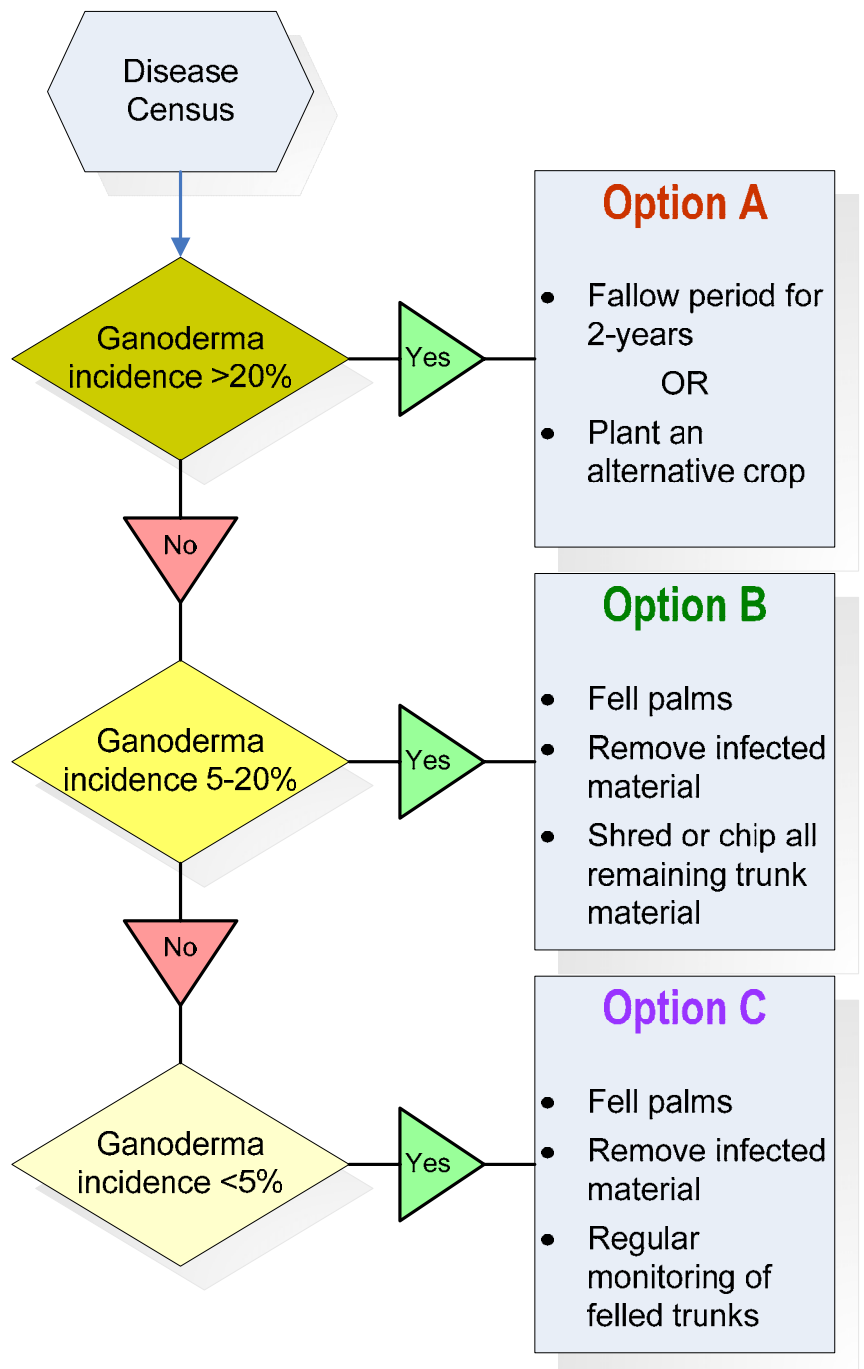 Disease
Census
Ganoderma
incidence >20%
Yes
Option A
• Fallow period for
2-years
OR
• Plant an
alternative crop
No
Ganoderma
incidence 5-20%
Yes
Option B
• Fell palms
• Remove infected
material
• Shred or chip all
remaining trunk
material
No
Ganoderma
incidence <5%
Yes
Option C
• Fell palms
• Remove infected
material
• Regular
monitoring of
felled trunks